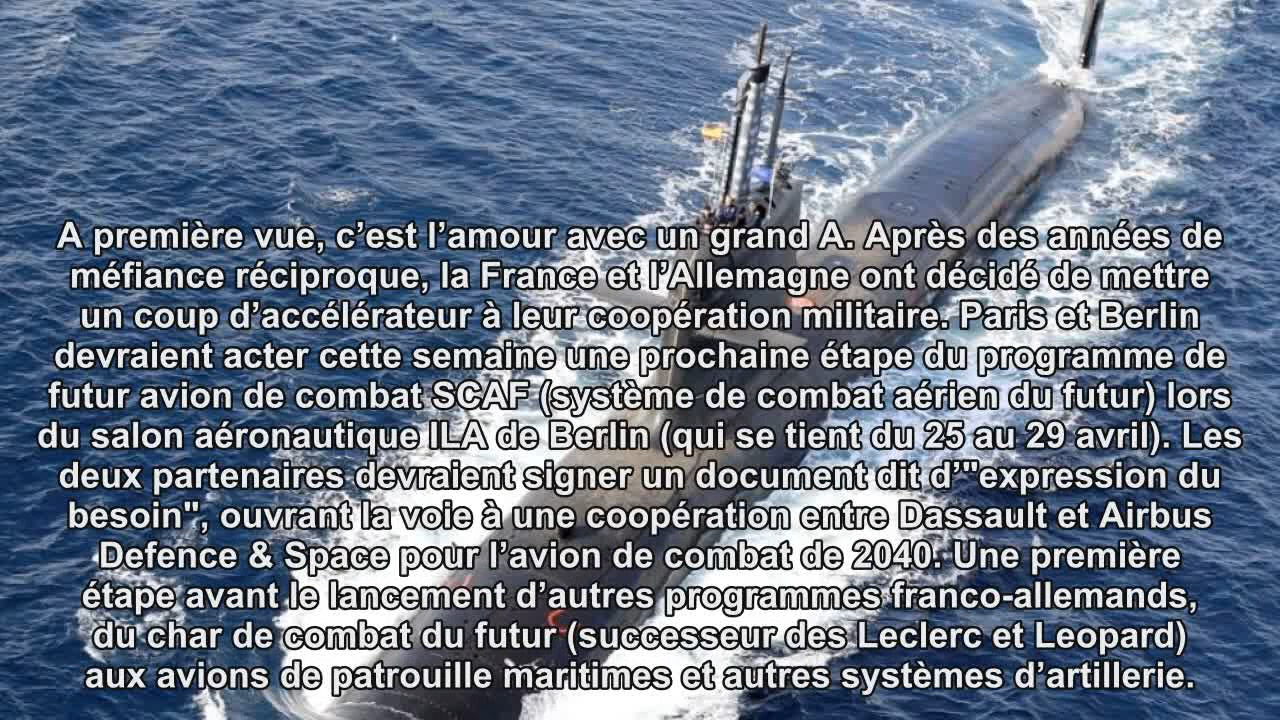 A première vue, c’est l’amour avec un grand A. Après des années de
méfiance réciproque, la France et l’Allemagne ont décidé de mettre
un coup d’accélérateur à leur coopération militaire. Paris et Berlin
devraient acter cette semaine une prochaine étape du programme de
futur avion de combat SCAF (système de combat aérien du futur) lors
du salon aéronautique ILA de Berlin (qui se tient du 25 au 29 avril). Les
deux partenaires devraient signer un document dit d’"expression du
besoin", ouvrant la voie à une coopération entre Dassault et Airbus
Defence & Space pour l’avion de combat de 2040. Une première
étape avant le lancement d’autres programmes franco-allemands,
du char de combat du futur (successeur des Leclerc et Leopard)
aux avions de patrouille maritimes et autres systèmes d’artillerie.